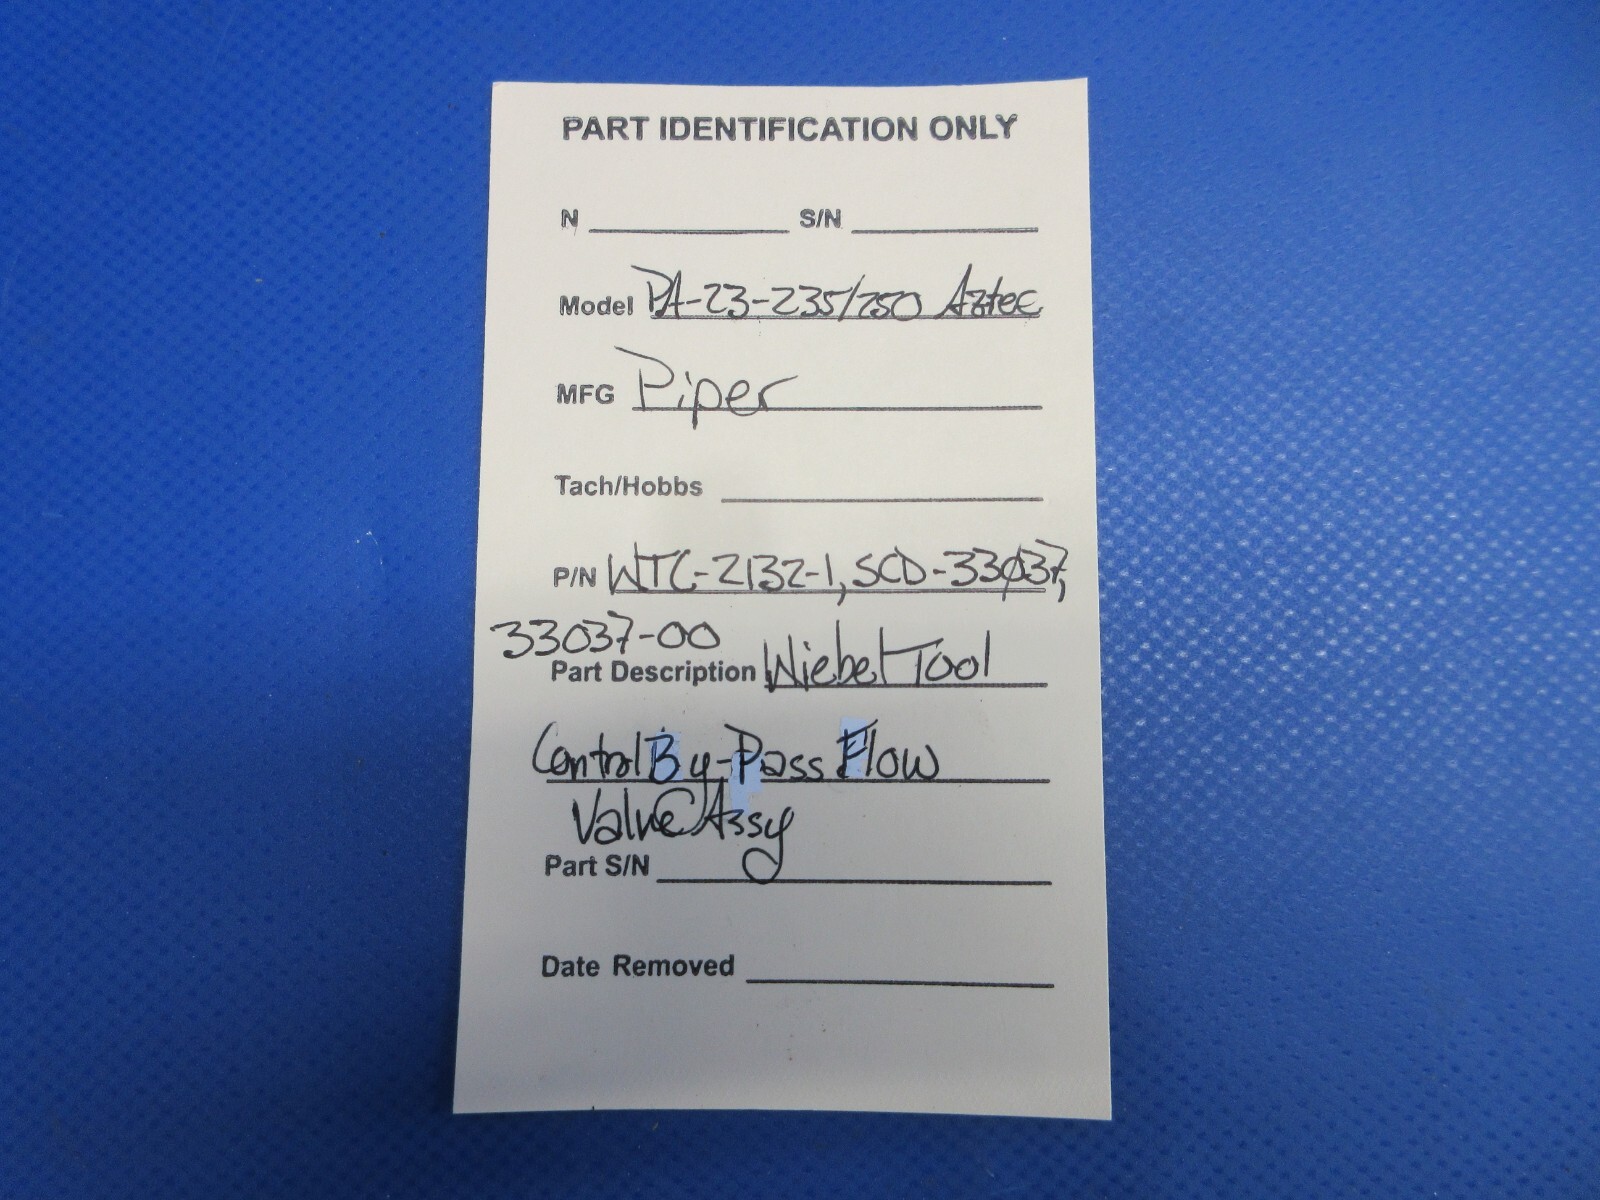 PART IDENTIFICATION ONLY
N S/N
Model PA-23-235/250 Aztec
MFG Piper
Tach/Hobbs
P/N WTC-2132-1, SCD-33037,
33037-00
Part Description Wiebel Tool
Control By-Pass Flow
Valve Assy
Part S/N
Date Removed